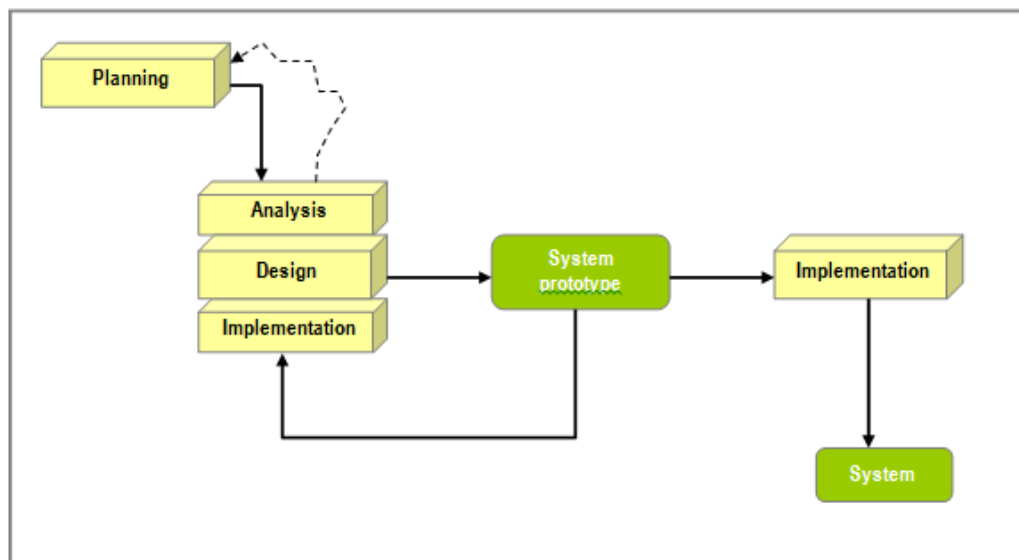 Planning
Analysis
Design
Implementation
System
prototype
Implementation
System